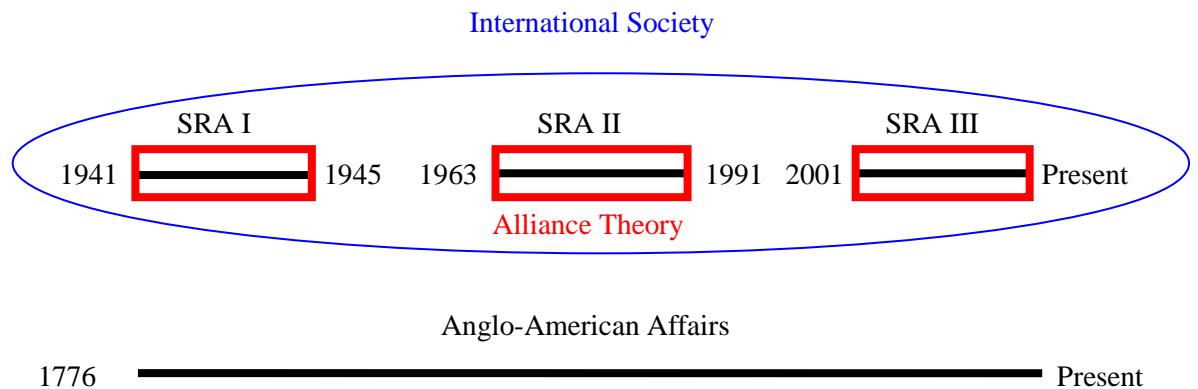 International Society
SRA I SRA II SRA III
1941 1945 1963 1991 2001 Present
Alliance Theory
Anglo-American Affairs
1776 Present